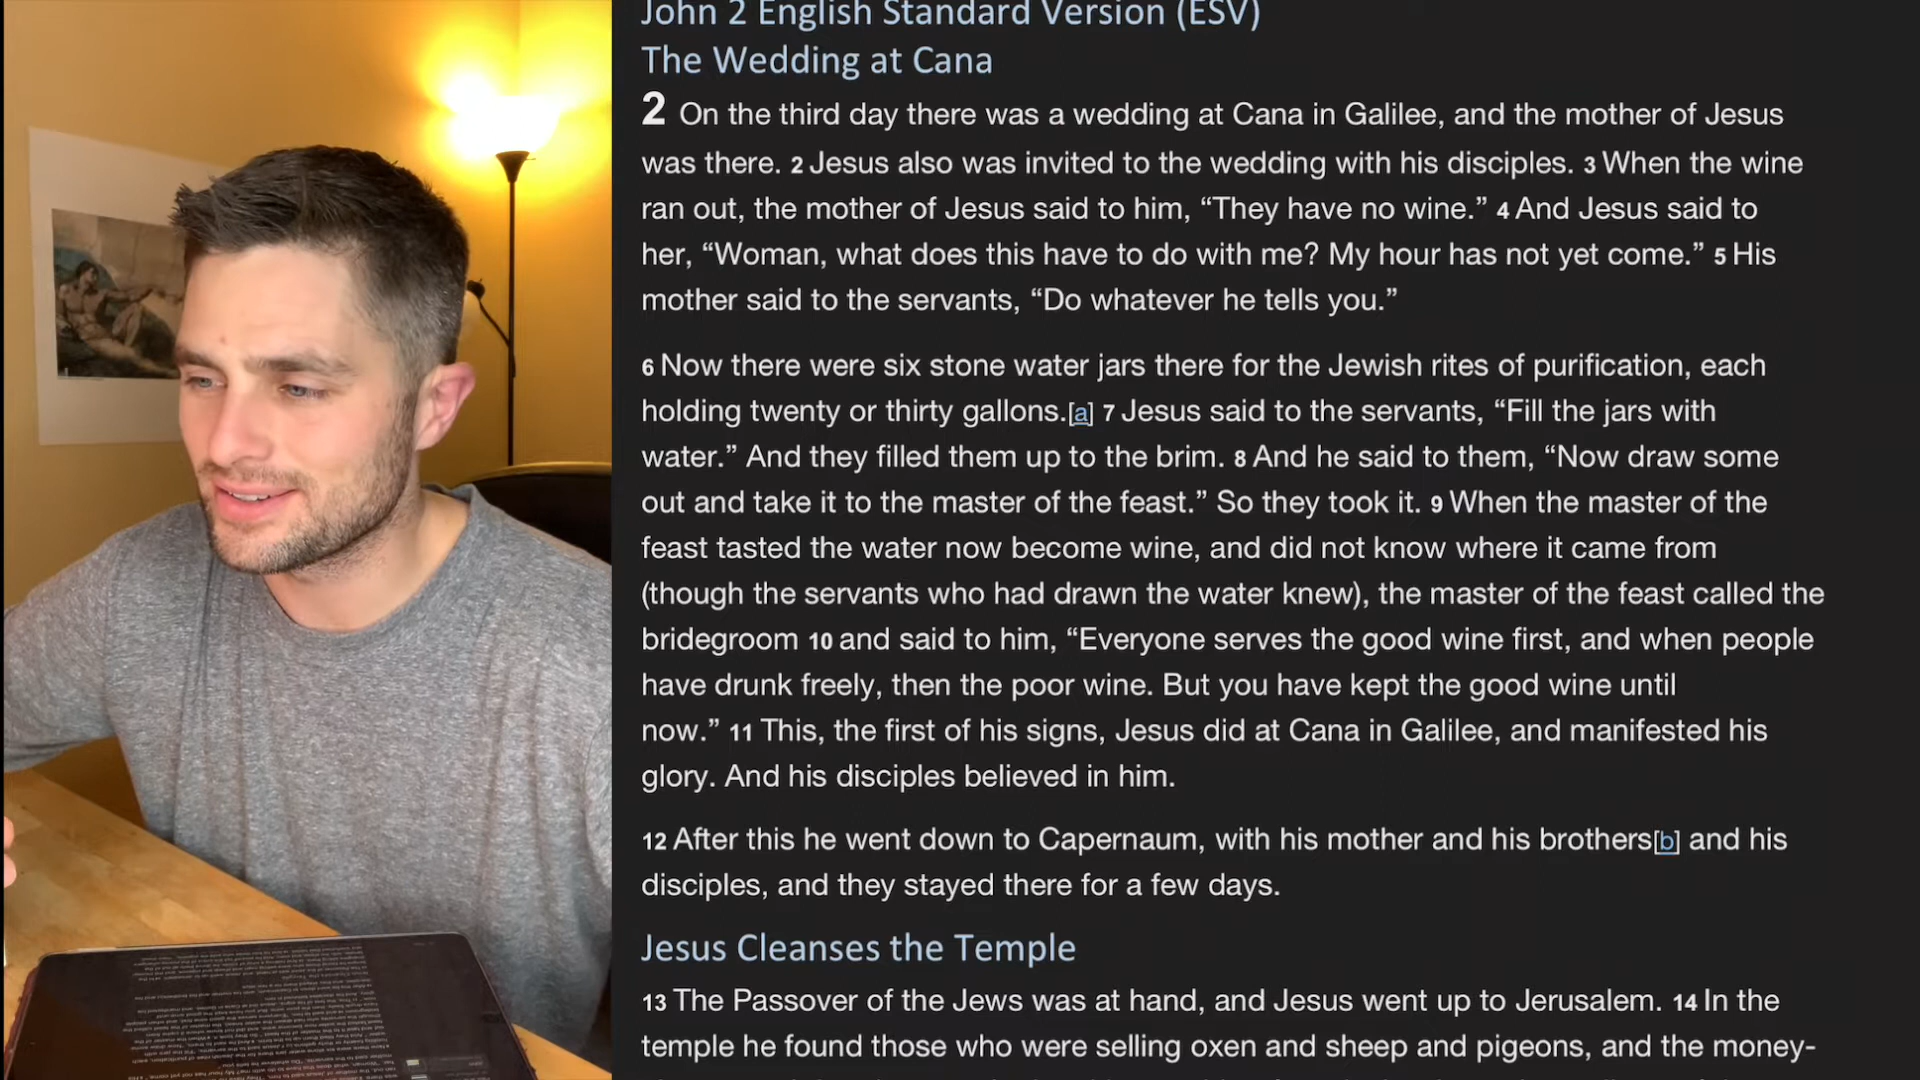 John 2 English Standard Version (ESV)
The Wedding at Cana
2 On the third day there was a wedding at Cana in Galilee, and the mother of Jesus
was there. 2 Jesus also was invited to the wedding with his disciples. 3 When the wine
ran out, the mother of Jesus said to him, “They have no wine.” 4 And Jesus said to
her, “Woman, what does this have to do with me? My hour has not yet come.” 5 His
mother said to the servants, “Do whatever he tells you.”
6 Now there were six stone water jars there for the Jewish rites of purification, each
holding twenty or thirty gallons.[a] 7 Jesus said to the servants, “Fill the jars with
water.” And they filled them up to the brim. 8 And he said to them, “Now draw some
out and take it to the master of the feast.” So they took it. 9 When the master of the
feast tasted the water now become wine, and did not know where it came from
(though the servants who had drawn the water knew), the master of the feast called the
bridegroom 10 and said to him, “Everyone serves the good wine first, and when people
have drunk freely, then the poor wine. But you have kept the good wine until
now.” 11 This, the first of his signs, Jesus did at Cana in Galilee, and manifested his
glory. And his disciples believed in him.
12 After this he went down to Capernaum, with his mother and his brothers[b] and his
disciples, and they stayed there for a few days.
Jesus Cleanses the Temple
13 The Passover of the Jews was at hand, and Jesus went up to Jerusalem. 14 In the
temple he found those who were selling oxen and sheep and pigeons, and the money-